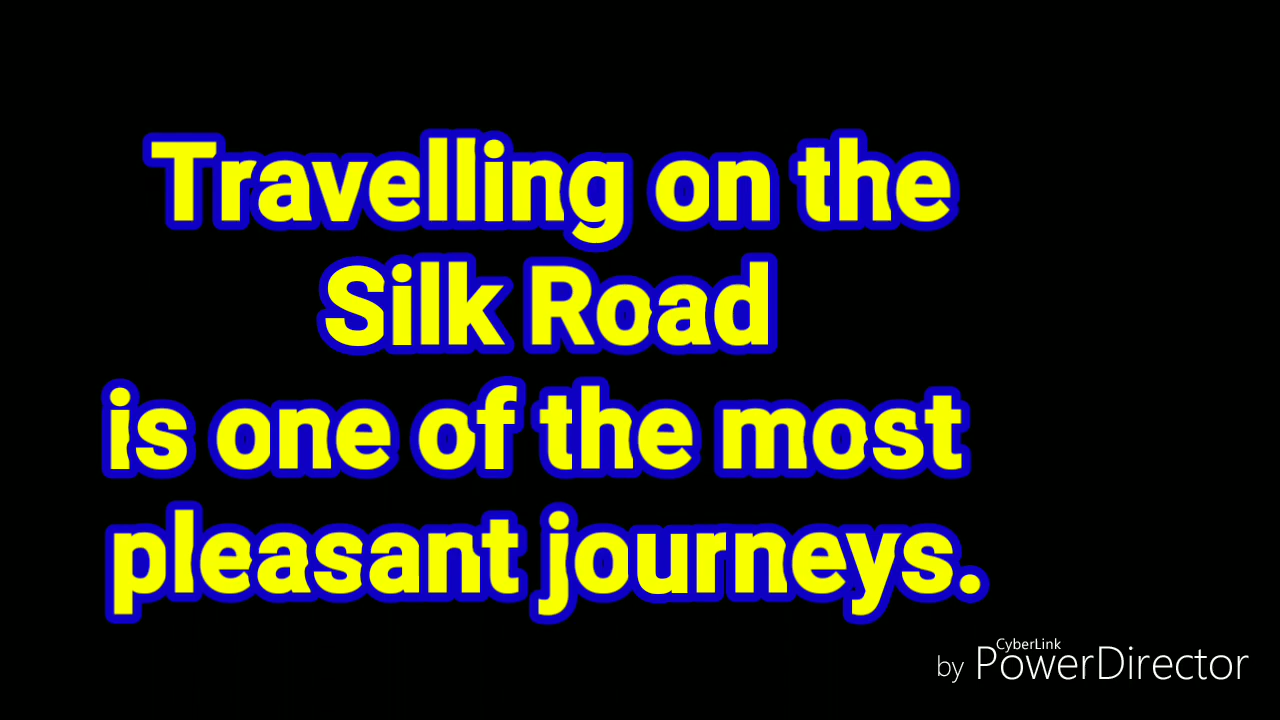 Travelling on the
Silk Road
is one of the most
pleasant journeys.
CyberLink
by PowerDirector